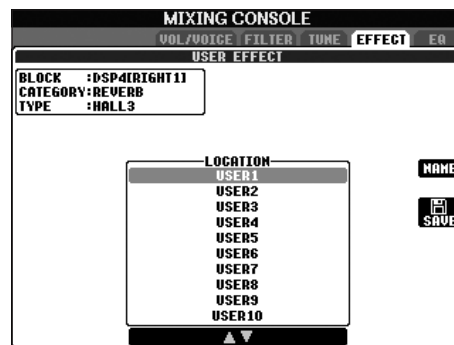 MIXING CONSOLE
VOL/VOICE FILTER TUNE EFFECT EQ
USER EFFECT
BLOCK :DSP4[RIGHT1]
CATEGORY:REVERB
TYPE :HALL3
LOCATION
USER1
USER2
USER3
USER4
USER5
USER6
USER7
USER8
USER9
USER10
NAME
SAVE